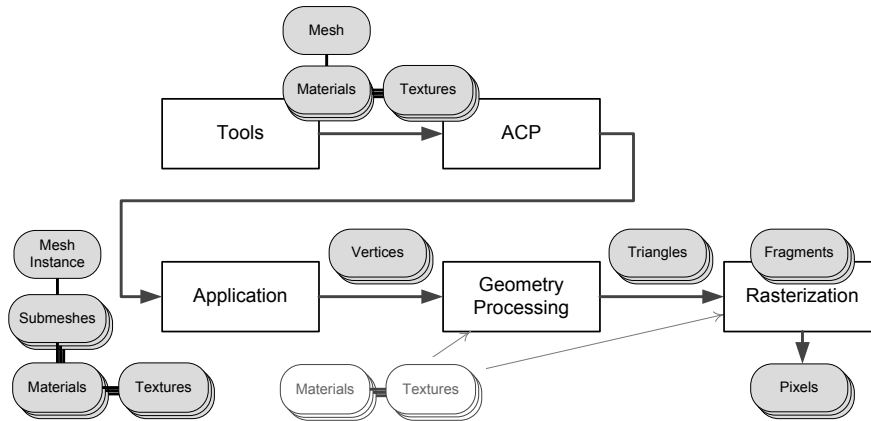 Mesh
Materials
Textures
Tools
ACP
Mesh
Instance
Vertices
Triangles
Fragments
Application
Geometry
Processing
Rasterization
Submeshes
Materials
Textures
Materials
Textures
Pixels